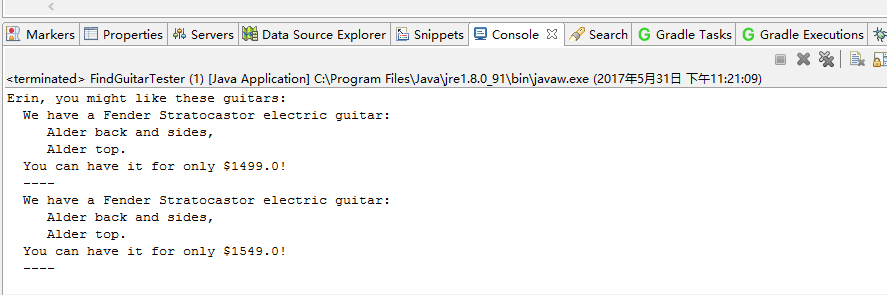 Markers Properties Servers Data Source Explorer Snippets Console Search Gradle Tasks Gradle Executions
<terminated> FindGuitarTester (1) [Java Application] C:\Program Files\Java\jre1.8.0_91\bin\javaw.exe (2017年5月31日 下午11:21:09)
Erin, you might like these guitars:
We have a Fender Stratocastor electric guitar:
Alder back and sides,
Alder top.
You can have it for only $1499.0!
----
We have a Fender Stratocastor electric guitar:
Alder back and sides,
Alder top.
You can have it for only $1549.0!
----